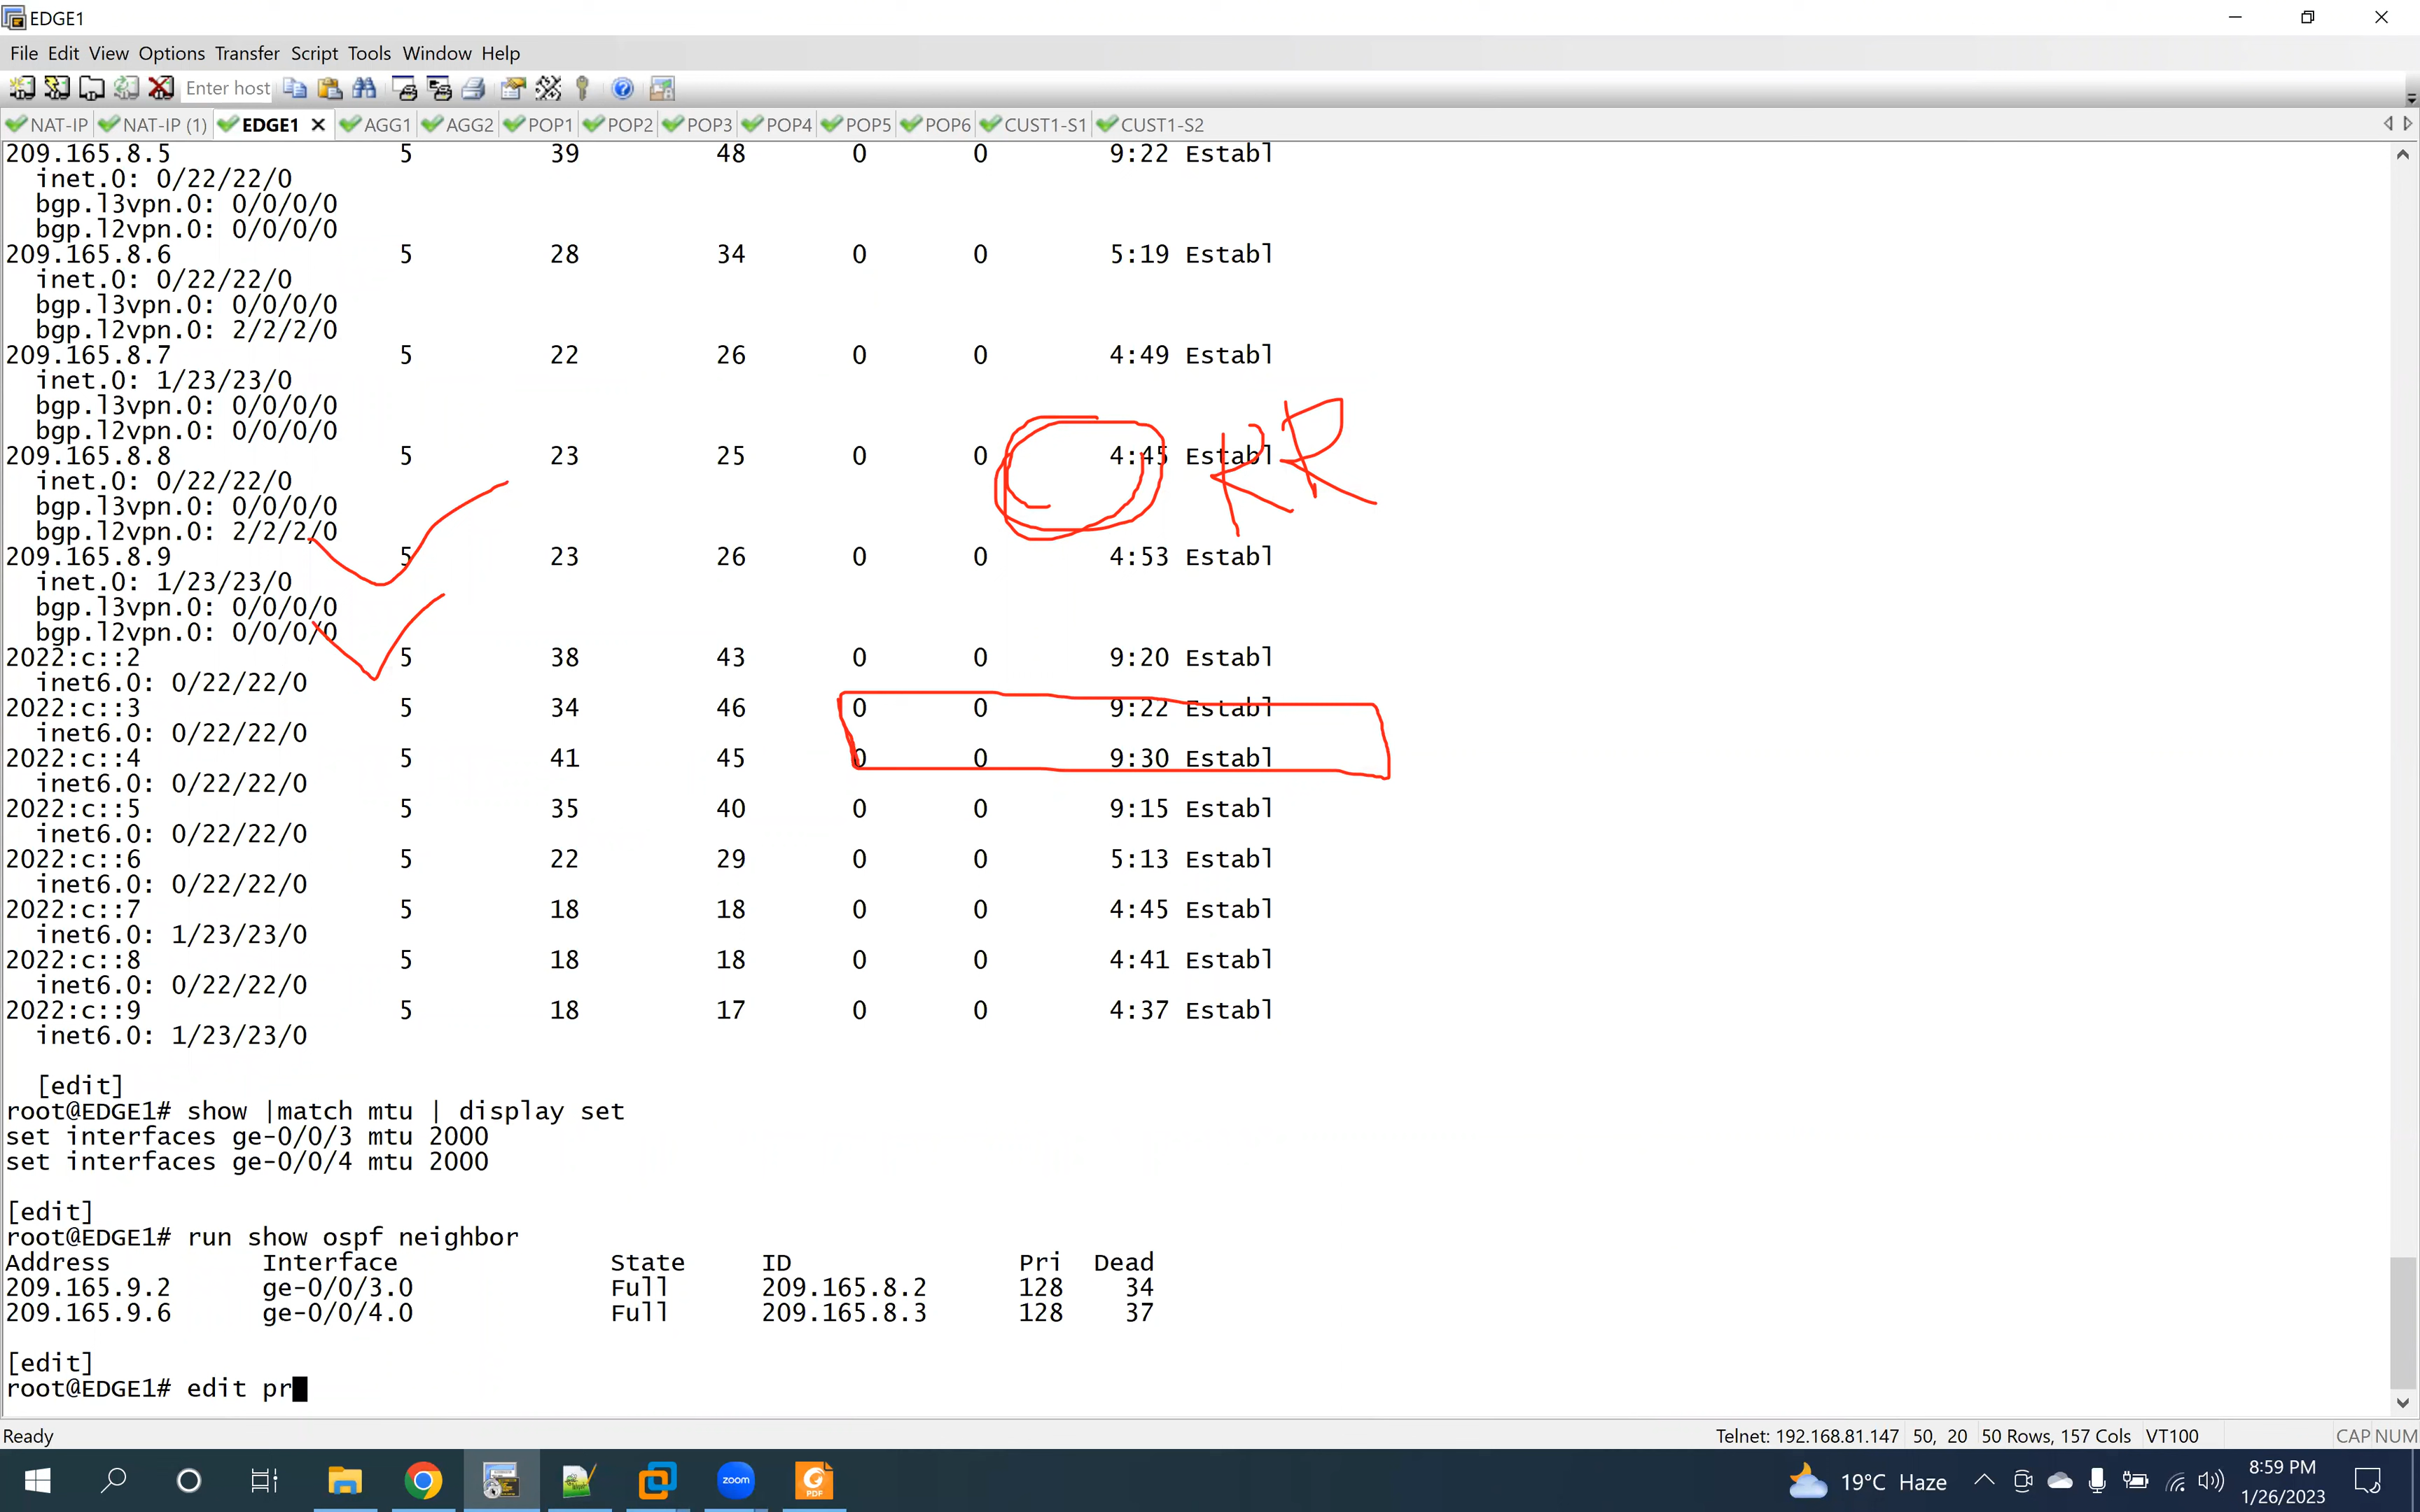 EDGE1
File Edit View Options Transfer Script Tools Window Help
Enter host
NAT-IP NAT-IP (1) EDGE1 AGG1 AGG2 POP1 POP2 POP3 POP4 POP5 POP6 CUST1-S1 CUST1-S2
209.165.8.5 5 39 48 0 0 9:22 Establ
inet.0: 0/22/22/0
bgp.l3vpn.0: 0/0/0/0
bgp.l2vpn.0: 0/0/0/0
209.165.8.6 5 28 34 0 0 5:19 Establ
inet.0: 0/22/22/0
bgp.l3vpn.0: 0/0/0/0
bgp.l2vpn.0: 2/2/2/0
209.165.8.7 5 22 26 0 0 4:49 Establ
inet.0: 1/23/23/0
bgp.l3vpn.0: 0/0/0/0
bgp.l2vpn.0: 0/0/0/0
RR
209.165.8.8 5 23 25 0 0 4:45 Establ
inet.0: 0/22/22/0
bgp.l3vpn.0: 0/0/0/0
bgp.l2vpn.0: 2/2/2/0
209.165.8.9 5 23 26 0 0 4:53 Establ
inet.0: 1/23/23/0
bgp.l3vpn.0: 0/0/0/0
bgp.l2vpn.0: 0/0/0/0
2022:c::2 5 38 43 0 0 9:20 Establ
inet6.0: 0/22/22/0
2022:c::3 5 34 46 0 0 9:22 Establ
inet6.0: 0/22/22/0
2022:c::4 5 41 45 0 0 9:30 Establ
inet6.0: 0/22/22/0
2022:c::5 5 35 40 0 0 9:15 Establ
inet6.0: 0/22/22/0
2022:c::6 5 22 29 0 0 5:13 Establ
inet6.0: 0/22/22/0
2022:c::7 5 18 18 0 0 4:45 Establ
inet6.0: 1/23/23/0
2022:c::8 5 18 18 0 0 4:41 Establ
inet6.0: 0/22/22/0
2022:c::9 5 18 17 0 0 4:37 Establ
inet6.0: 1/23/23/0
[edit]
root@EDGE1# show |match mtu | display set
set interfaces ge-0/0/3 mtu 2000
set interfaces ge-0/0/4 mtu 2000
[edit]
root@EDGE1# run show ospf neighbor
Address Interface State ID Pri Dead
209.165.9.2 ge-0/0/3.0 Full 209.165.8.2 128 34
209.165.9.6 ge-0/0/4.0 Full 209.165.8.3 128 37
[edit]
root@EDGE1# edit pr
Ready Telnet: 192.168.81.147 50, 20 50 Rows, 157 Cols VT100 CAP NUM
zoom PDF 19°C Haze 8:59 PM
1/26/2023